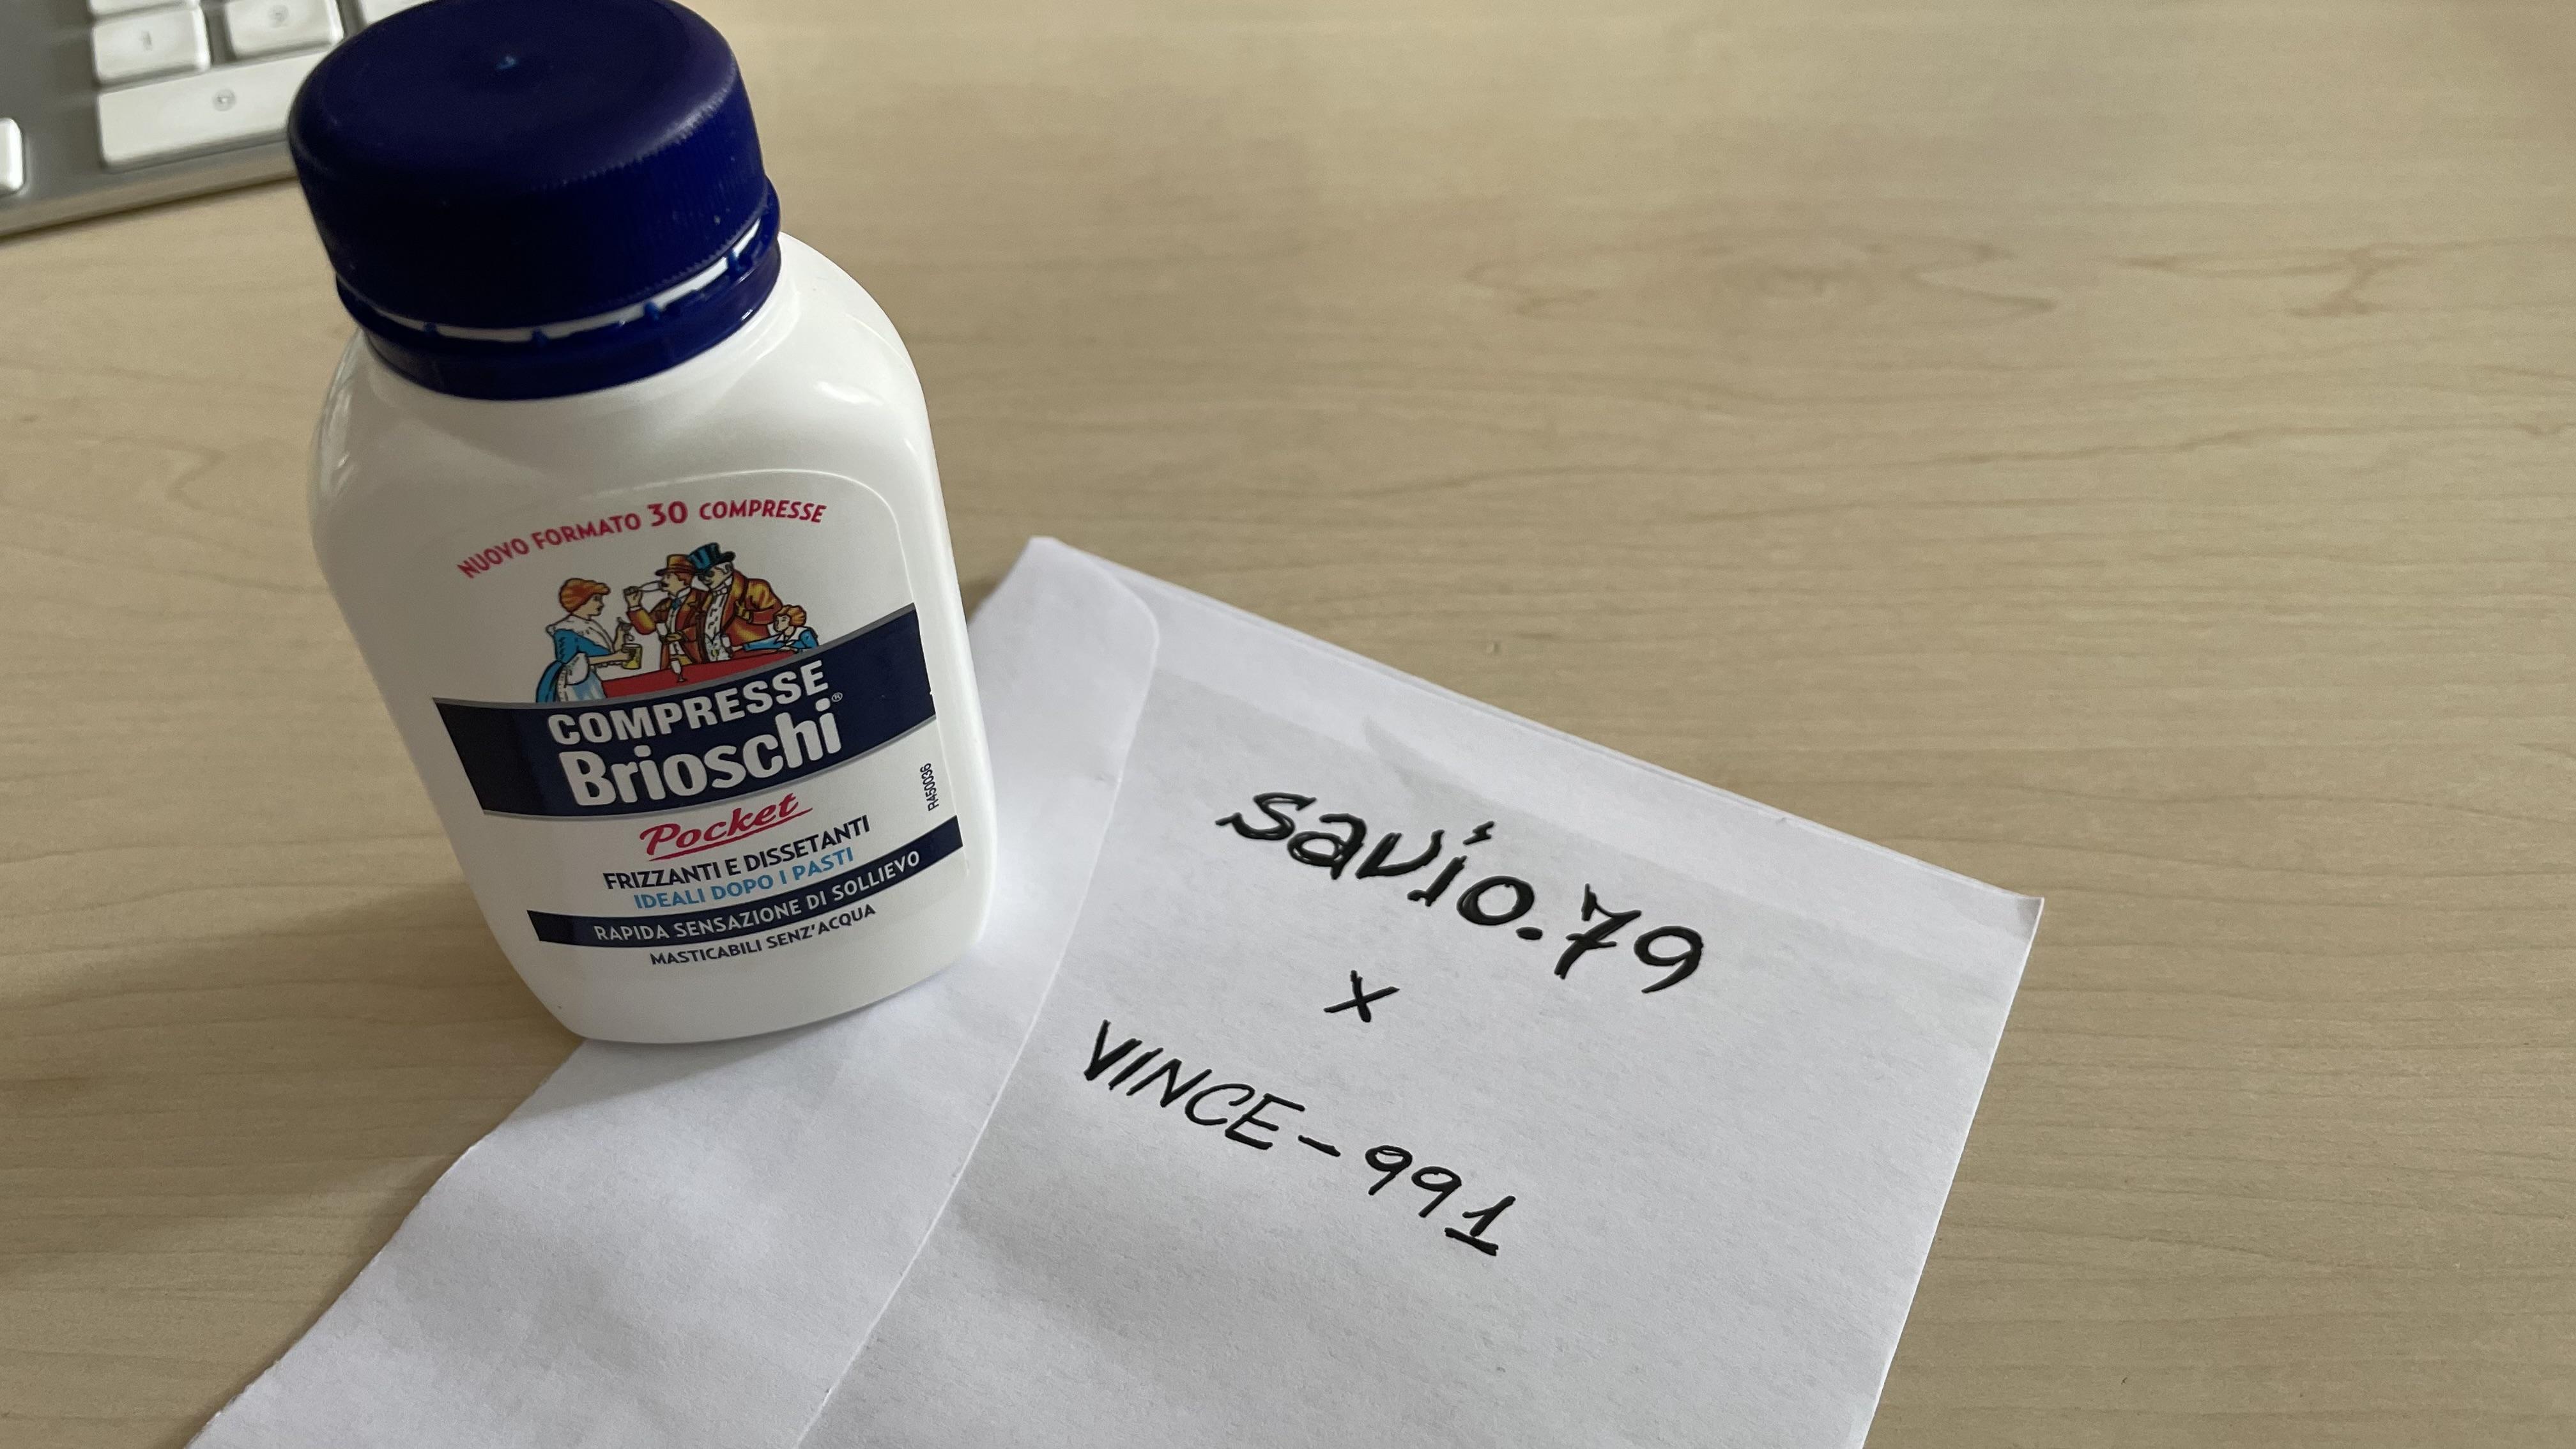 NUOVO FORMATO 30 COMPRESSE
COMPRESSE
Brioschi®
Pocket
FRIZZANTI E DISSETANTI
IDEALI DOPO I PASTI
RAPIDA SENSAZIONE DI SOLLIEVO
MASTICABILI SENZ'ACQUA
R450036
savio.79
x
VINCE-991